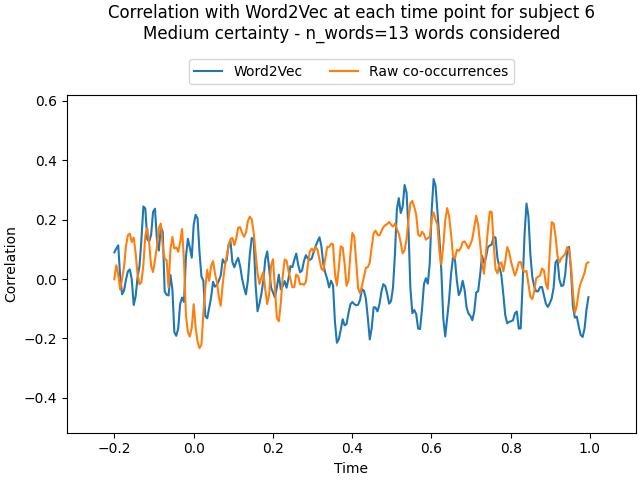 Correlation with Word2Vec at each time point for subject 6
Medium certainty - n_words=13 words considered
Word2Vec Raw co-occurrences
0.6
0.4
0.2
0.0
−0.2
−0.4
Correlation
−0.2 0.0 0.2 0.4 0.6 0.8 1.0
Time